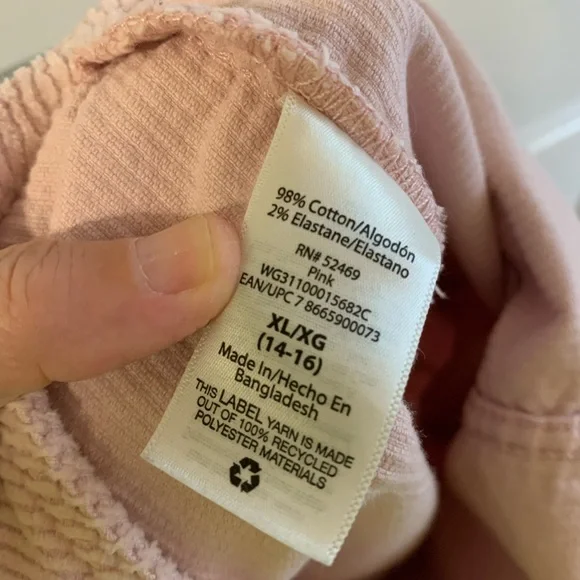 98% Cotton/Algodón
2% Elastane/Elastano
RN# 52469
Pink
WG31100015682C
EAN/UPC 7 8665900073
XL/XG
(14-16)
Made In/Hecho En
Bangladesh
THIS LABEL YARN IS MADE
OUT OF 100% RECYCLED
POLYESTER MATERIALS